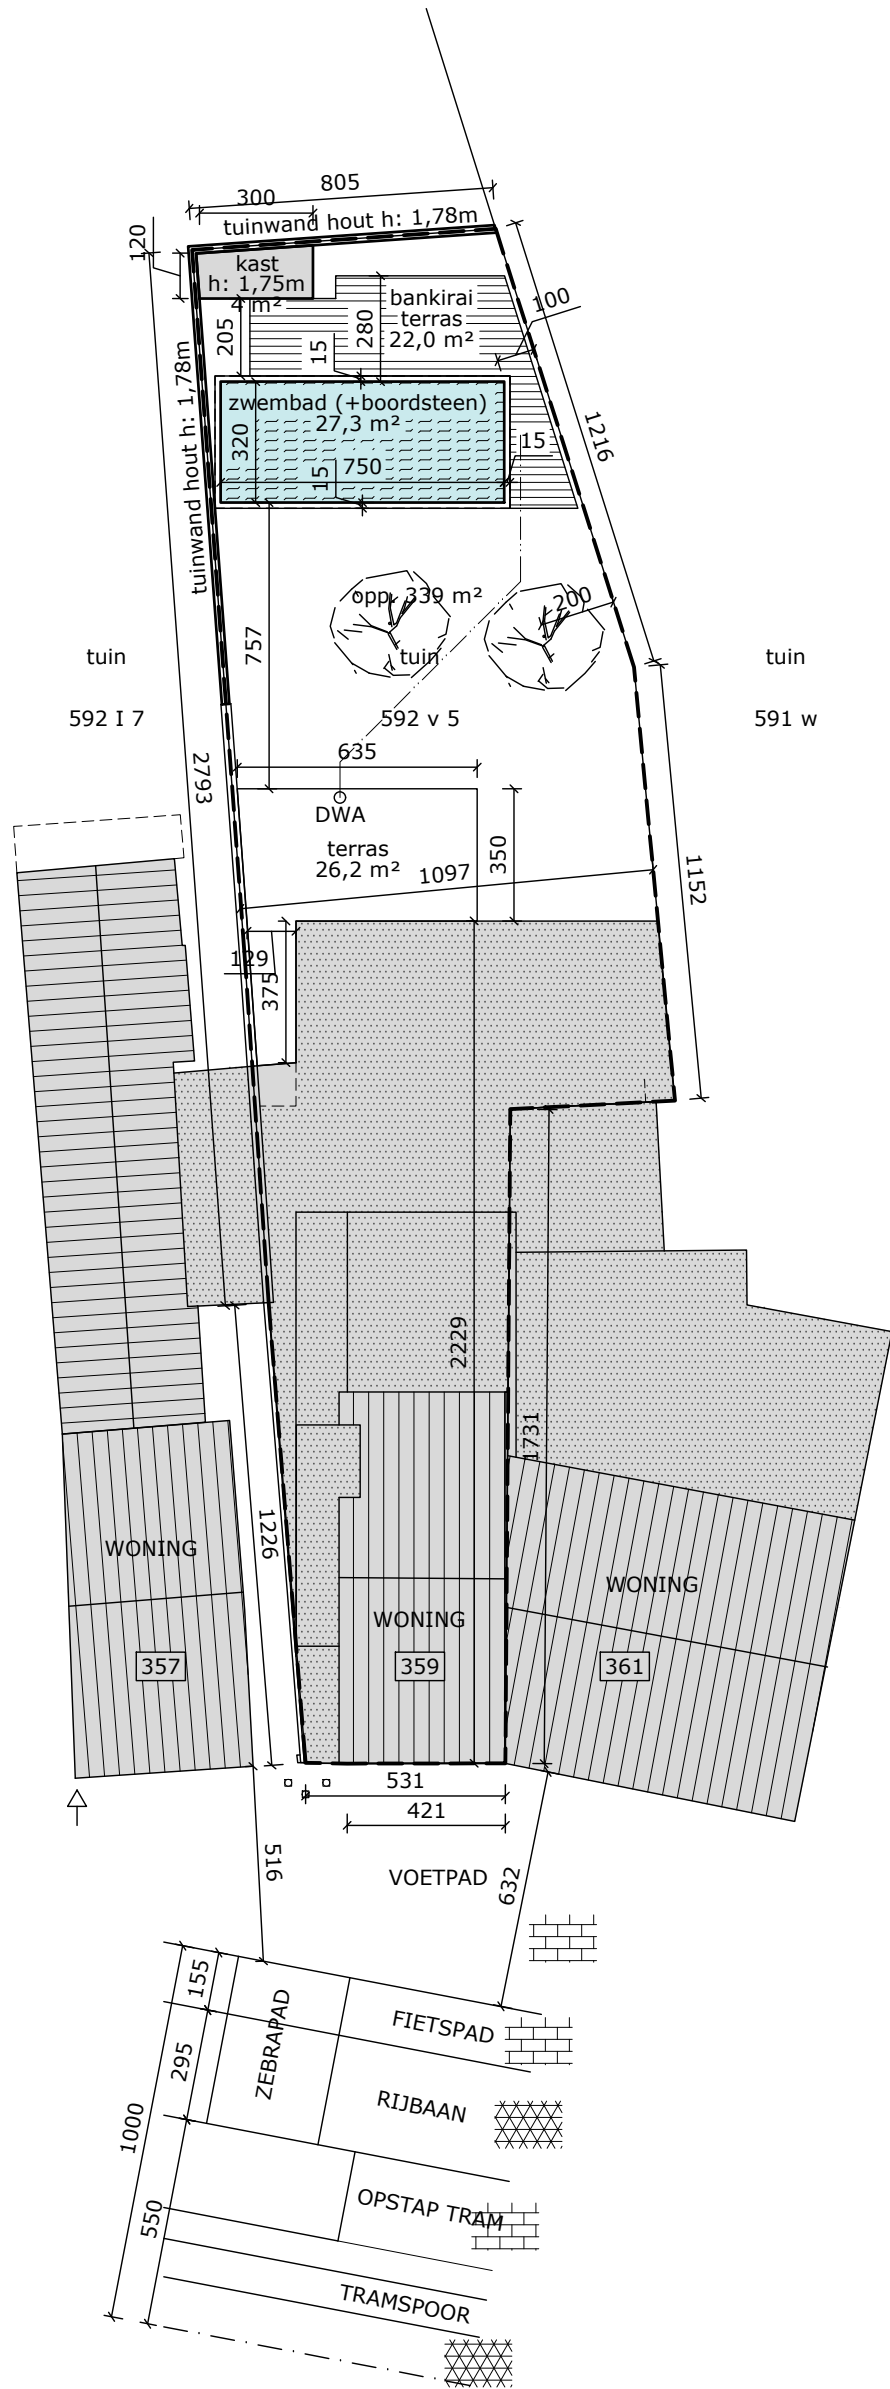 805
300
tuinwand hout h: 1,78m
120
kast
h: 1,75m
4 m²
bankirai
terras
22,0 m²
100
205
15
280
tuinwand hout h: 1,78m
zwembad (+boordsteen)
27,3 m²
320
15
750
15
1216
opp. 339 m²
200
757
tuin
tuin
tuin
592 I 7
592 v 5
591 w
2793
635
DWA
terras
26,2 m²
350
1097
1152
129
375
2229
1731
1226
WONING
WONING
WONING
357
359
361
531
421
516
VOETPAD
632
155
ZEBRAPAD
FIETSPAD
295
RIJBAAN
1000
550
OPSTAP TRAM
TRAMSPOOR